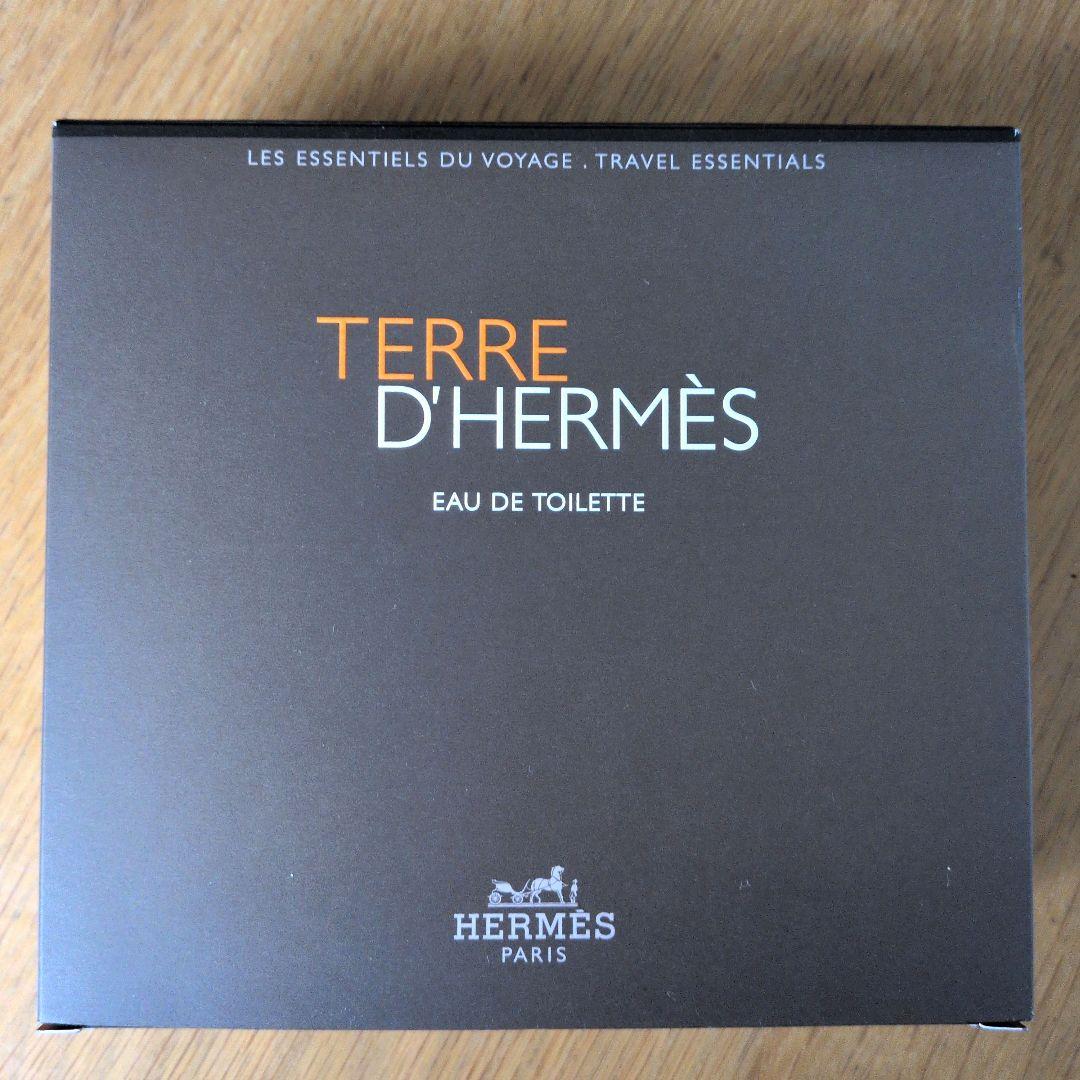 LES ESSENTIELS DU VOYAGE . TRAVEL ESSENTIALS
TERRE
D'HERMÈS
EAU DE TOILETTE
HERMÈS
PARIS